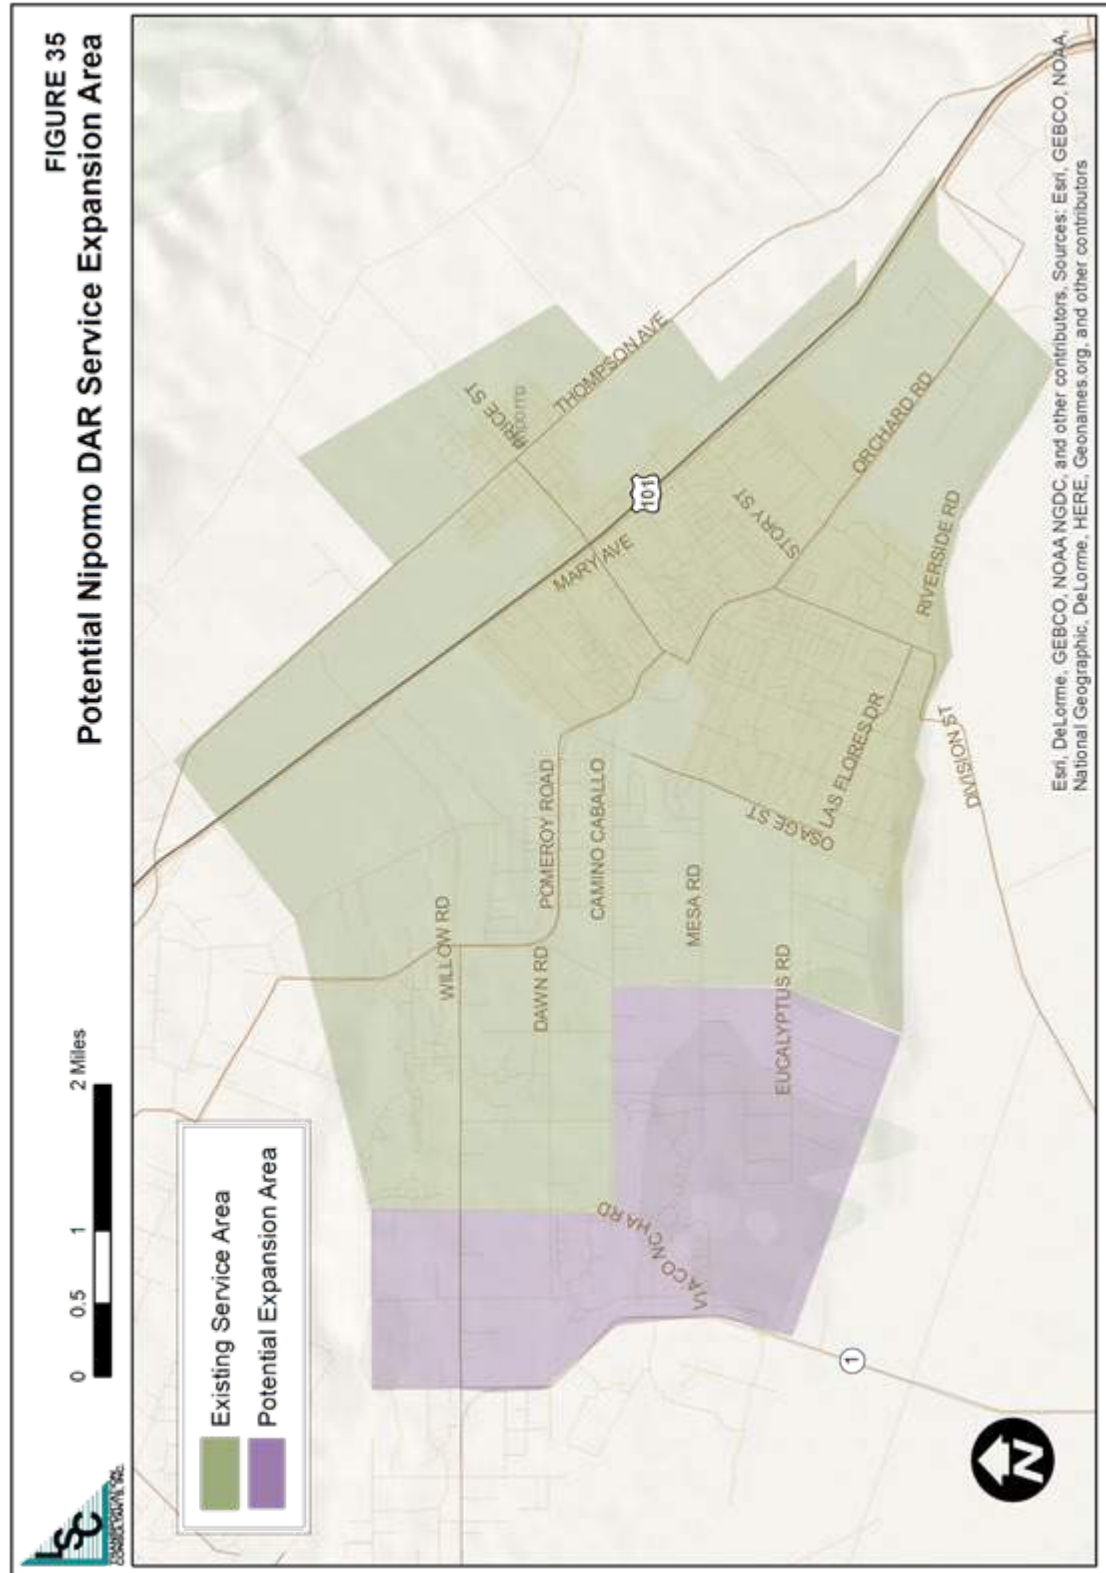 FIGURE 35
Potential Nipomo DAR Service Expansion Area
LSC
TRANSPORTATION
CONSULTANTS, INC.
0 0.5 1 2 Miles
Existing Service Area
Potential Expansion Area
WILLOW RD
DAWN RD
POMEROY ROAD
CAMINO CABALLO
MESA RD
EUCALYPTUS RD
VIA CONCHA RD
OSAGE ST
LAS FLORES DR
DIVISION ST
RIVERSIDE RD
ORCHARD RD
STORY ST
MARY AVE
101
THOMPSON AVE
PRICE ST
1
N
Esri, DeLorme, GEBCO, NOAA NGDC, and other contributors, Sources: Esri, GEBCO, NOAA,
National Geographic, DeLorme, HERE, Geonames.org, and other contributors